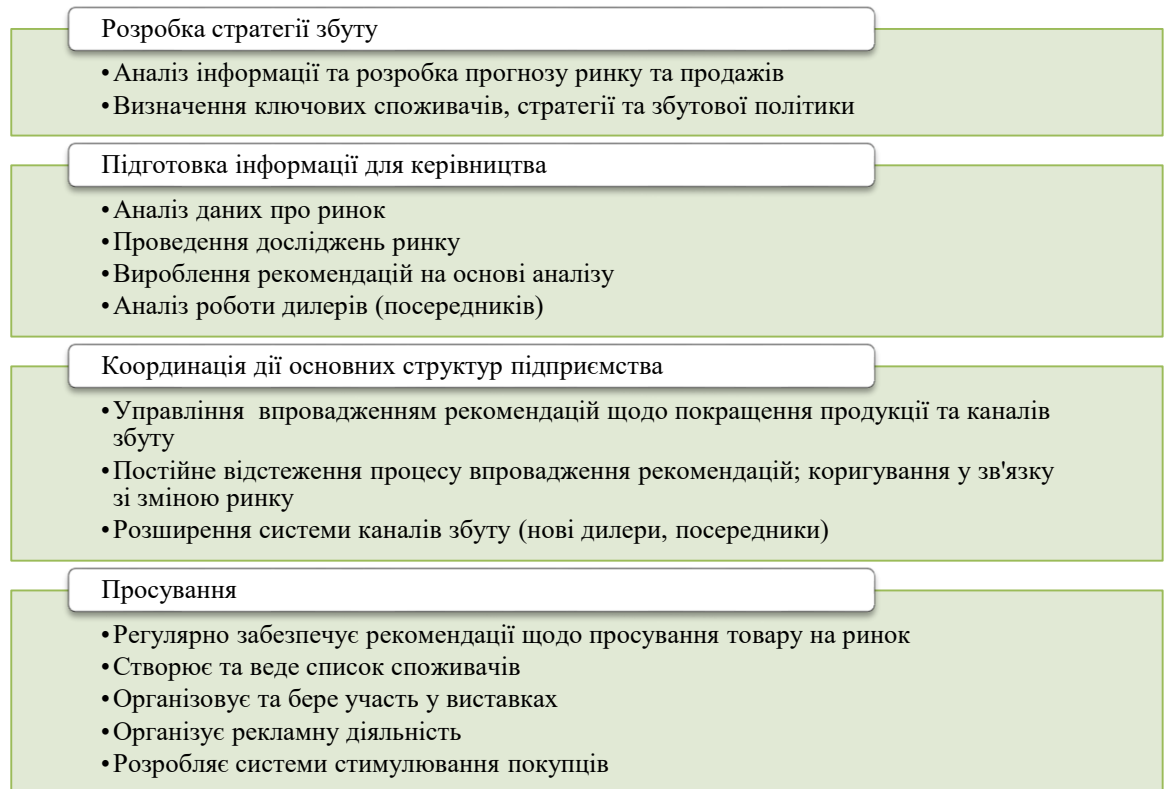 Розробка стратегії збуту
•Аналіз інформації та розробка прогнозу ринку та продажів
•Визначення ключових споживачів, стратегії та збутової політики
Підготовка інформації для керівництва
•Аналіз даних про ринок
•Проведення досліджень ринку
•Вироблення рекомендацій на основі аналізу
•Аналіз роботи дилерів (посередників)
Координація дії основних структур підприємства
•Управління впровадженням рекомендацій щодо покращення продукції та каналів
збуту
•Постійне відстеження процесу впровадження рекомендацій; коригування у зв'язку
зі зміною ринку
•Розширення системи каналів збуту (нові дилери, посередники)
Просування
•Регулярно забезпечує рекомендації щодо просування товару на ринок
•Створює та веде список споживачів
•Організовує та бере участь у виставках
•Організує рекламну діяльність
•Розробляє системи стимулювання покупців